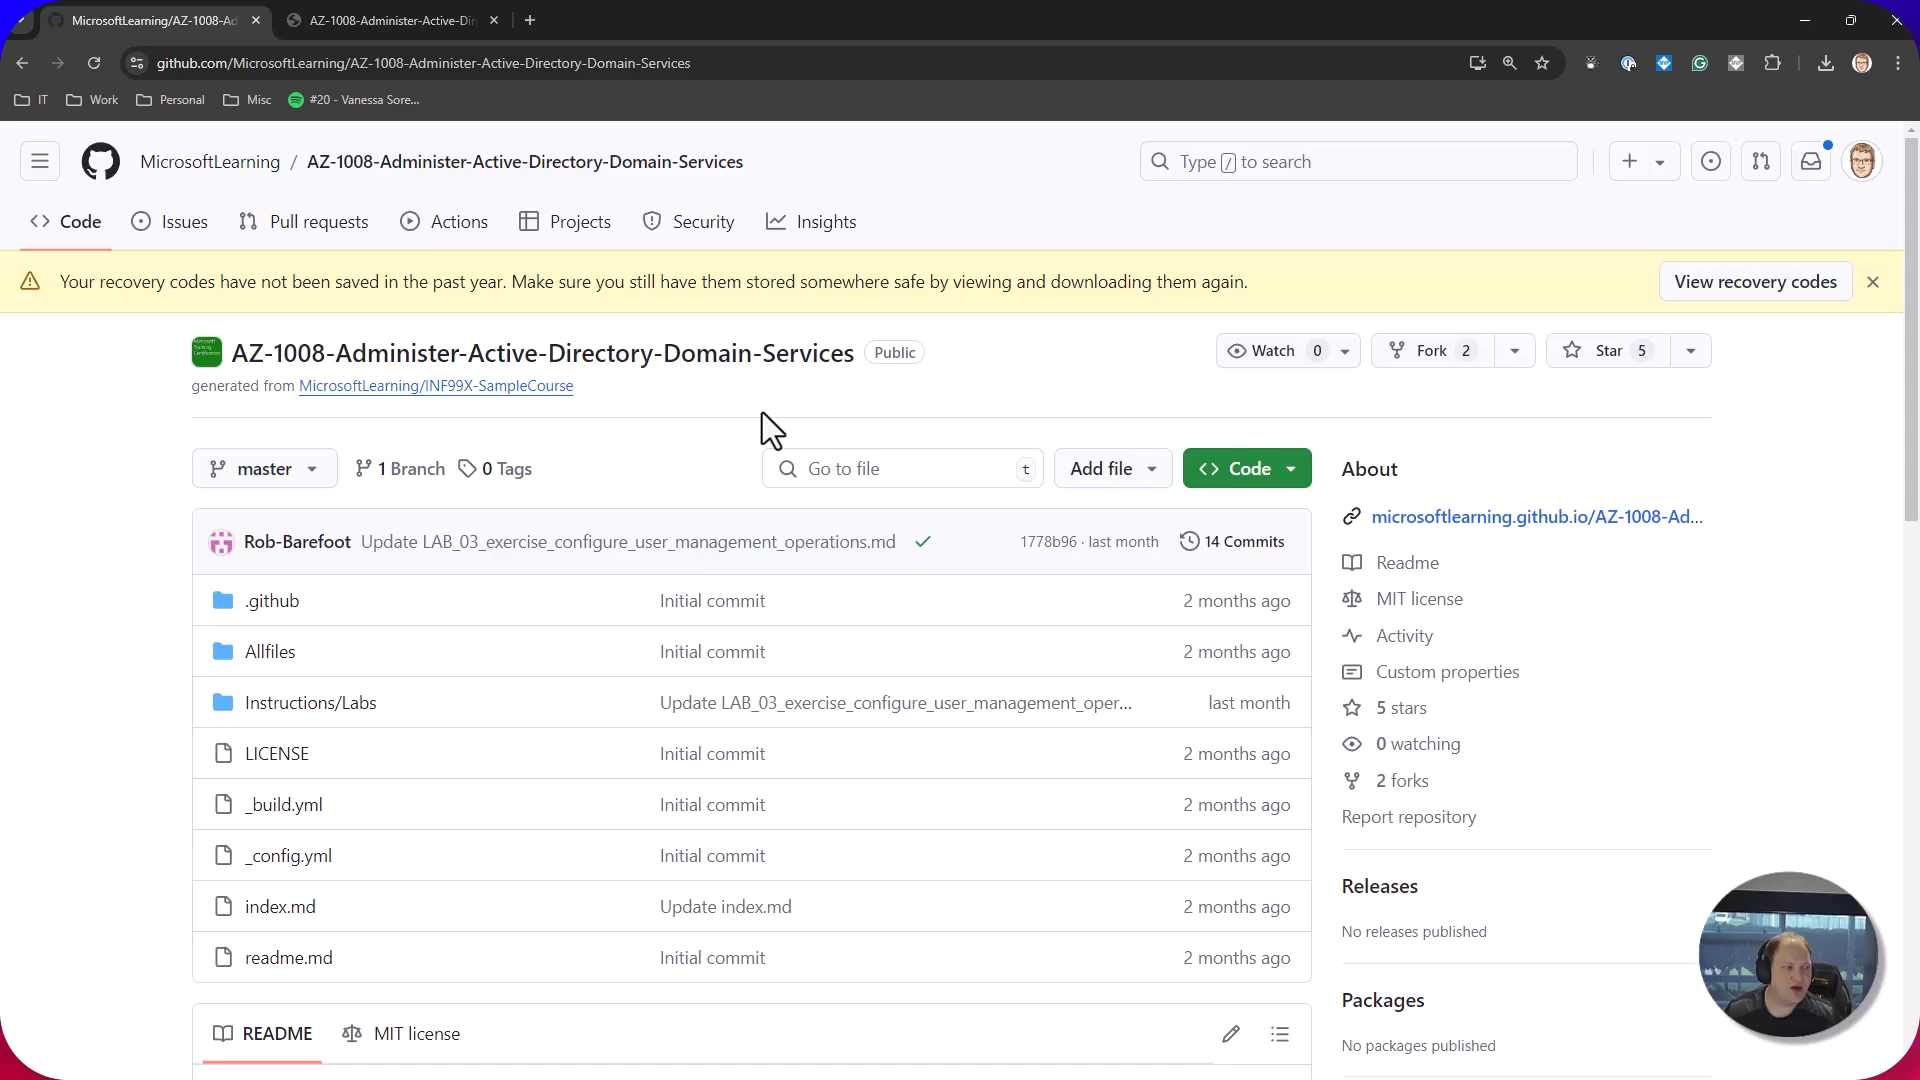 MicrosoftLearning/AZ-1008-Ad
AZ-1008-Administer-Active-Dir
github.com/MicrosoftLearning/AZ-1008-Administer-Active-Directory-Domain-Services
IT
Work
Personal
Misc
#20 - Vanessa Sore...
MicrosoftLearning / AZ-1008-Administer-Active-Directory-Domain-Services
Type / to search
Code
Issues
Pull requests
Actions
Projects
Security
Insights
Your recovery codes have not been saved in the past year. Make sure you still have them stored somewhere safe by viewing and downloading them again.
View recovery codes
AZ-1008-Administer-Active-Directory-Domain-Services
Public
Watch 0
Fork 2
Star 5
generated from MicrosoftLearning/INF99X-SampleCourse
master
1 Branch
0 Tags
Go to file
t
Add file
Code
Rob-Barefoot Update LAB_03_exercise_configure_user_management_operations.md
1778b96 · last month
14 Commits
.github
Initial commit
2 months ago
Allfiles
Initial commit
2 months ago
Instructions/Labs
Update LAB_03_exercise_configure_user_management_oper...
last month
LICENSE
Initial commit
2 months ago
_build.yml
Initial commit
2 months ago
_config.yml
Initial commit
2 months ago
index.md
Update index.md
2 months ago
readme.md
Initial commit
2 months ago
README
MIT license
About
microsoftlearning.github.io/AZ-1008-Ad...
Readme
MIT license
Activity
Custom properties
5 stars
0 watching
2 forks
Report repository
Releases
No releases published
Packages
No packages published